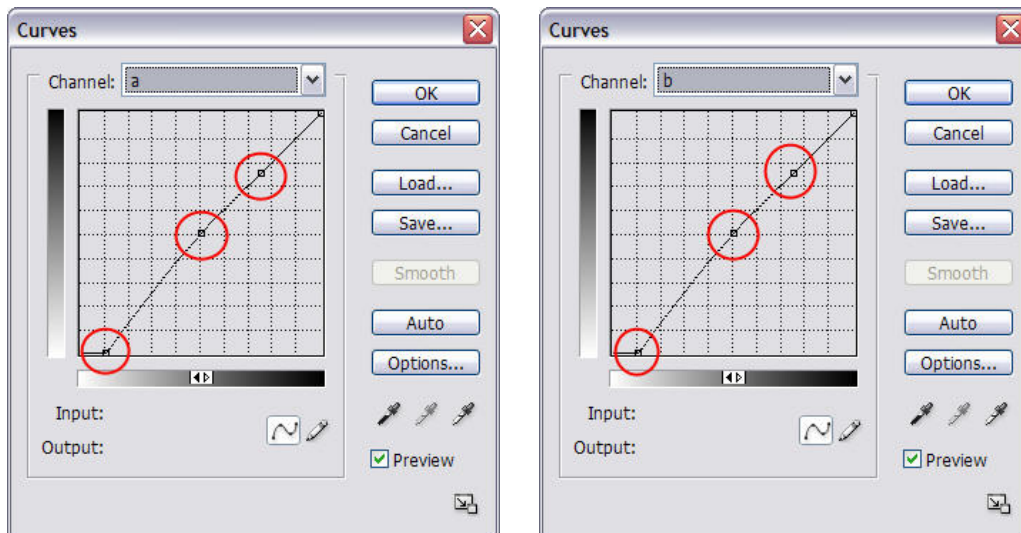 Curves
Channel: a
OK
Cancel
Load...
Save...
Smooth
Auto
Options...
Input:
Output:
Preview
Curves
Channel: b
OK
Cancel
Load...
Save...
Smooth
Auto
Options...
Input:
Output:
Preview